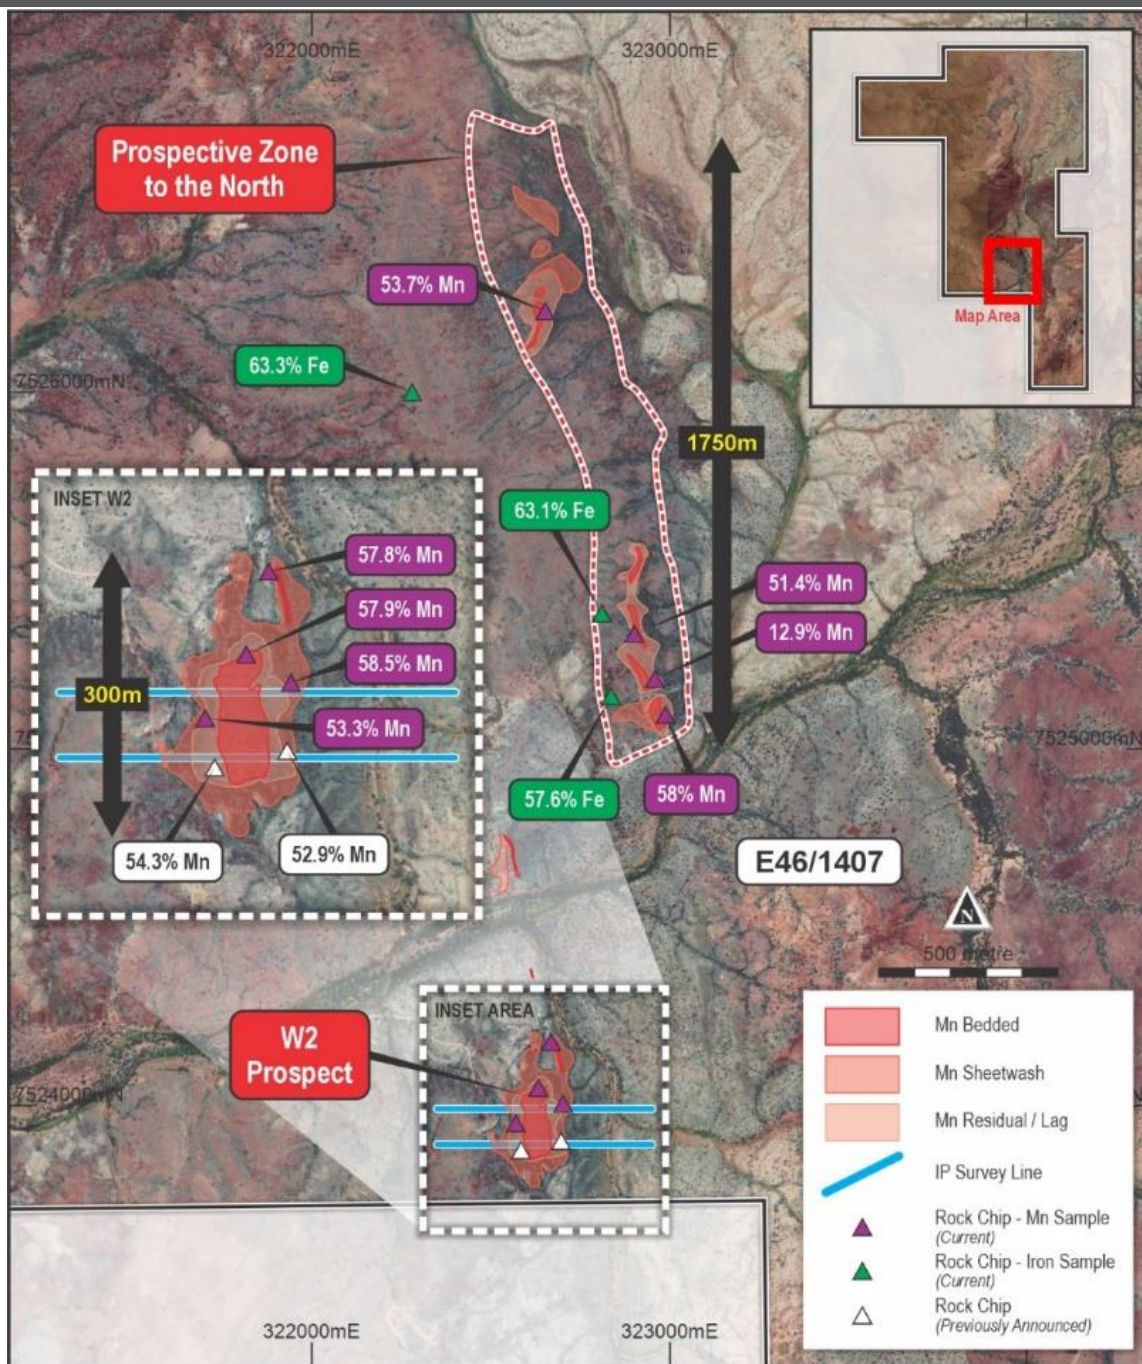 322000mE
323000mE
Prospective Zone
to the North
Map Area
53.7% Mn
63.3% Fe
7526000mN
1750m
INSET W2
63.1% Fe
57.8% Mn
51.4% Mn
57.9% Mn
12.9% Mn
58.5% Mn
300m
53.3% Mn
7525000mN
57.6% Fe
58% Mn
54.3% Mn
52.9% Mn
E46/1407
N
500 metre
INSET AREA
W2
Prospect
7524000mN
Mn Bedded
Mn Sheetwash
Mn Residual / Lag
IP Survey Line
Rock Chip - Mn Sample
(Current)
Rock Chip - Iron Sample
(Current)
Rock Chip
(Previously Announced)
322000mE
323000mE